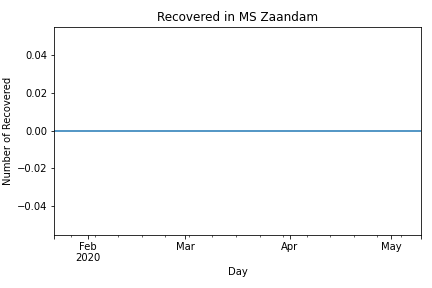 Recovered in MS Zaandam
Number of Recovered
0.04
0.02
0.00
−0.02
−0.04
Feb
2020
Mar
Apr
May
Day